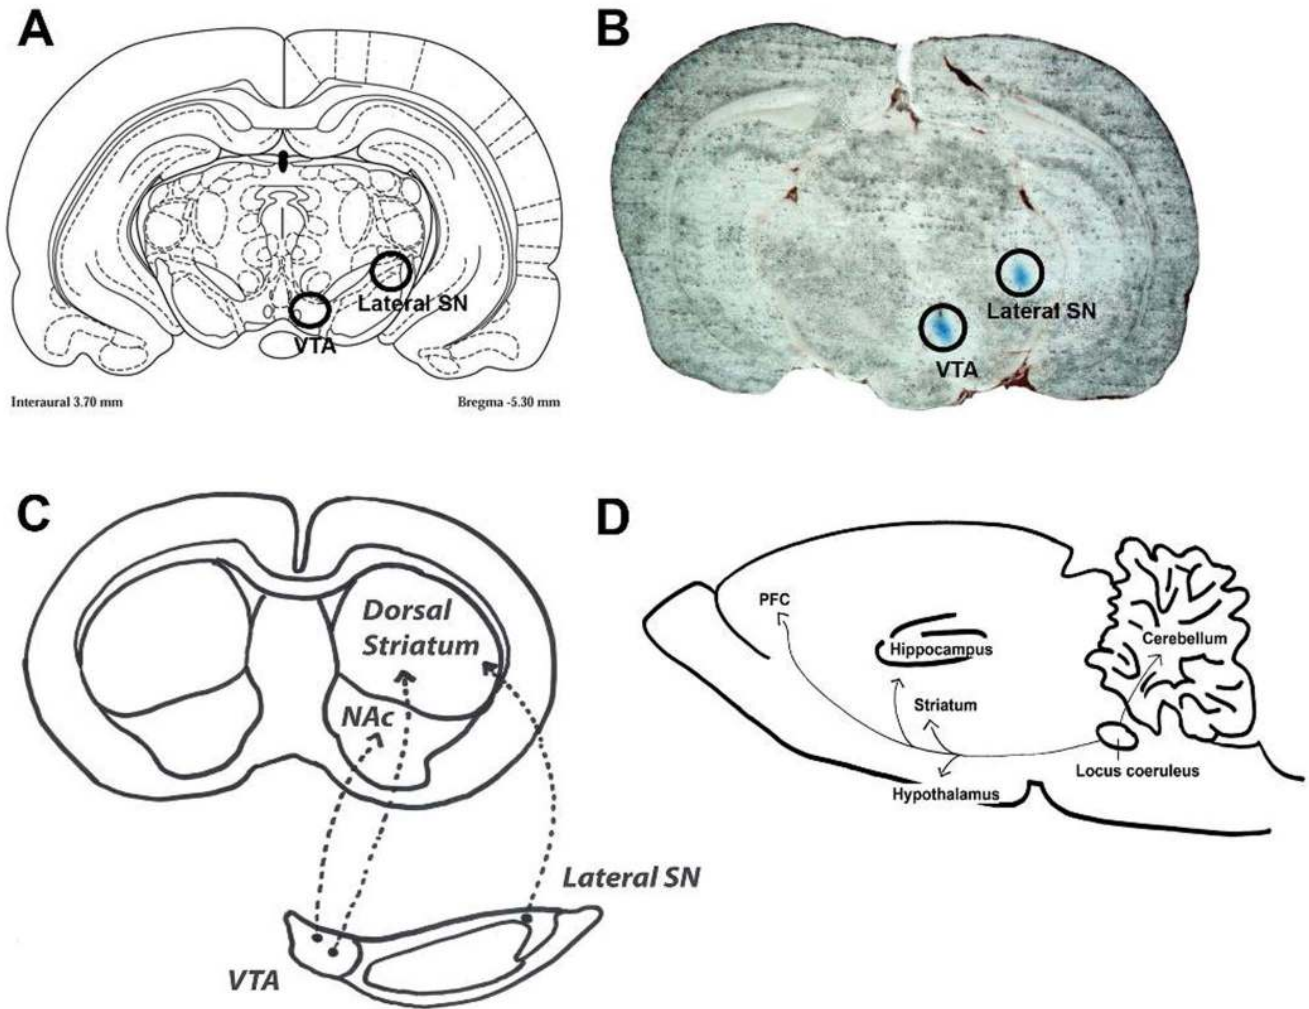 A
Lateral SN
VTA
Interaural 3.70 mm
Bregma -5.30 mm
B
Lateral SN
VTA
C
Dorsal
Striatum
NAc
Lateral SN
VTA
D
PFC
Cerebellum
Hippocampus
Striatum
Locus coeruleus
Hypothalamus